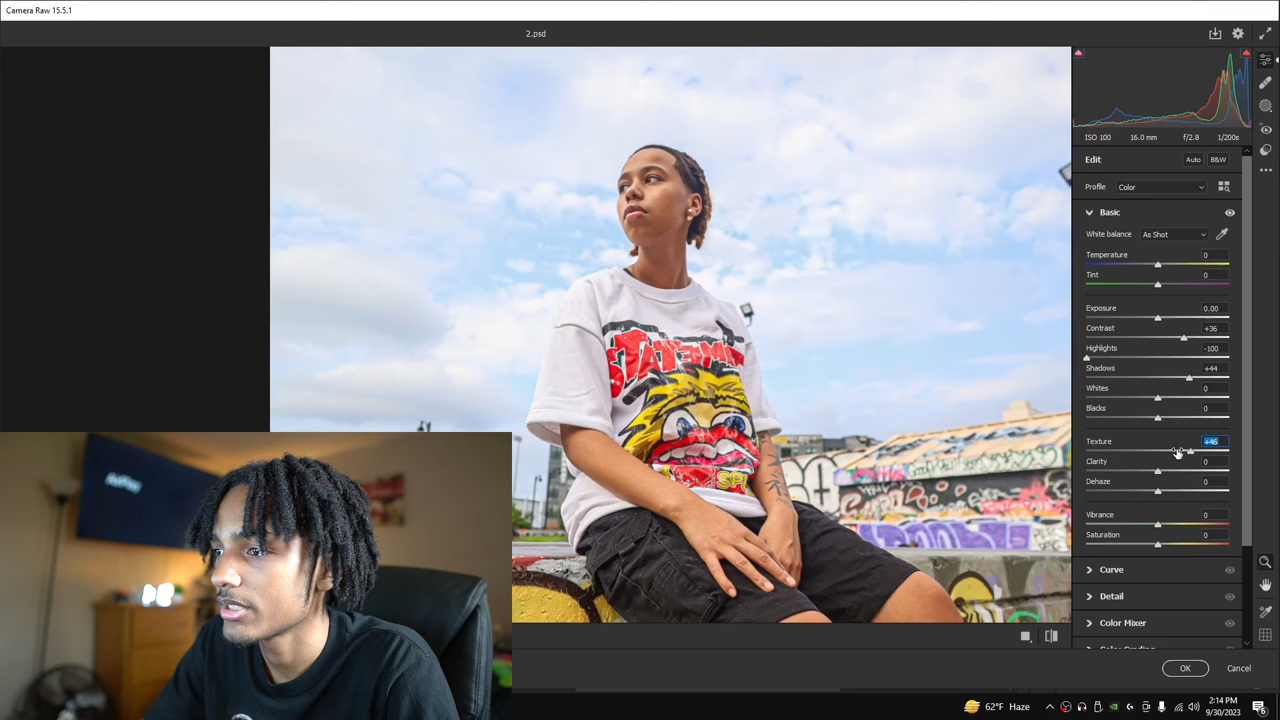 Camera Raw 15.5.1
2.psd
ISO 100 16.0 mm f/2.8 1/200s
Edit Auto B&W
Profile Color
Basic
White balance As Shot
Temperature 0
Tint 0
Exposure 0.00
Contrast +36
Highlights -100
Shadows +44
Whites 0
Blacks 0
Texture +46
Clarity 0
Dehaze 0
Vibrance 0
Saturation 0
Curve
Detail
Color Mixer
OK Cancel
62°F Haze
2:14 PM
9/30/2023
6